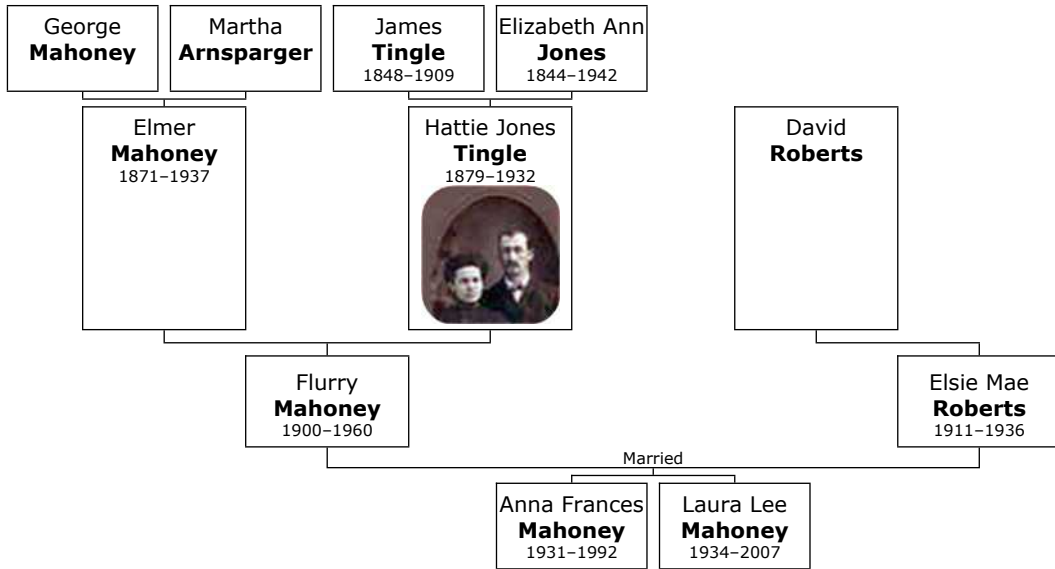 George
Mahoney
Martha
Arnsparger
James
Tingle
1848–1909
Elizabeth Ann
Jones
1844–1942
Elmer
Mahoney
1871–1937
Hattie Jones
Tingle
1879–1932
David
Roberts
Flurry
Mahoney
1900–1960
Elsie Mae
Roberts
1911–1936
Married
Anna Frances
Mahoney
1931–1992
Laura Lee
Mahoney
1934–2007